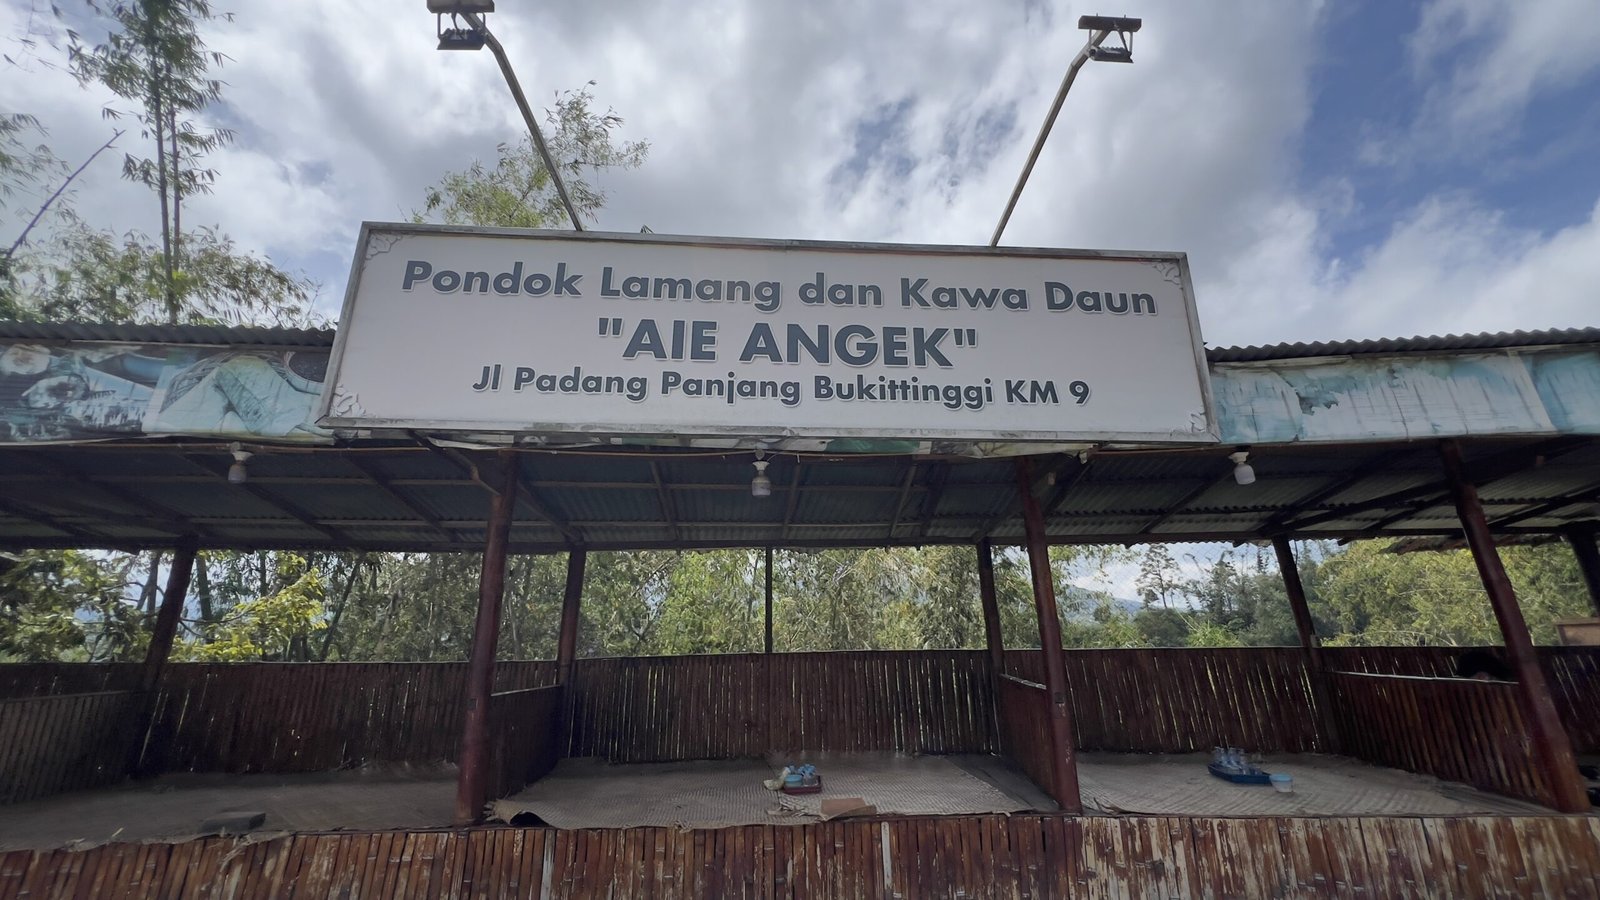 Pondok Lamang dan Kawa Daun
"AIE ANGEK"
Jl Padang Panjang Bukittinggi KM 9